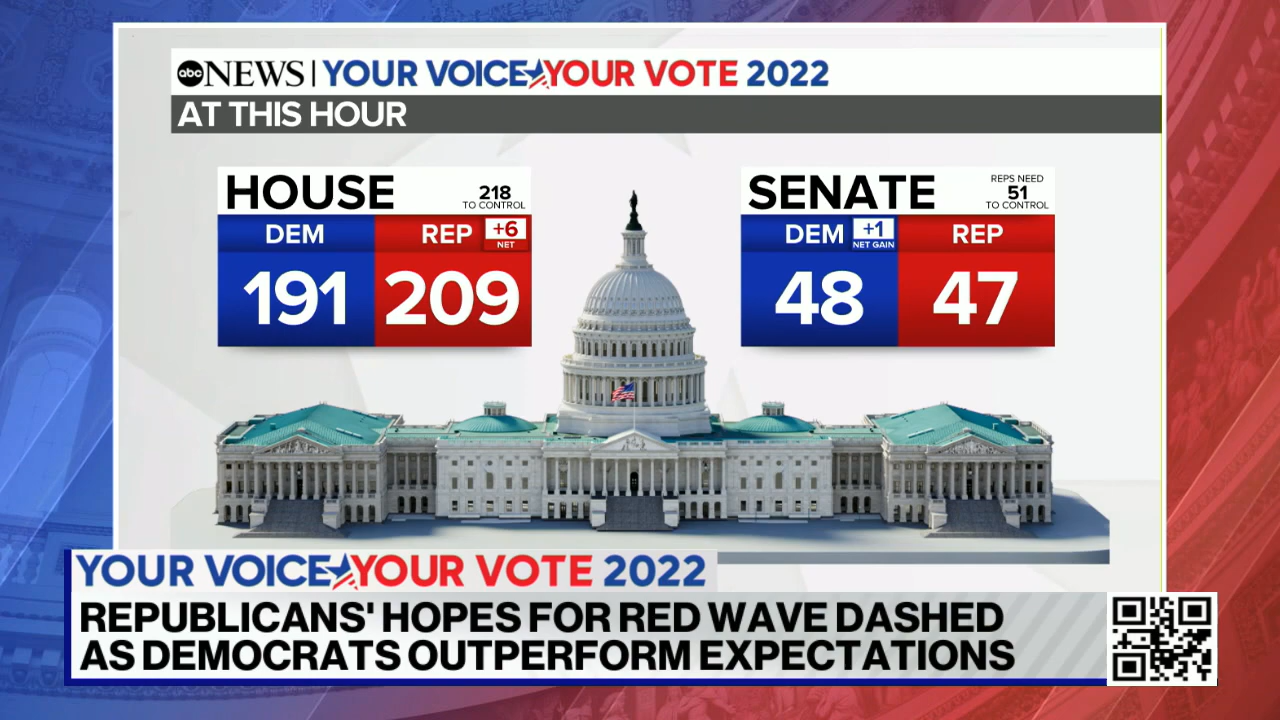 abc NEWS | YOUR VOICE YOUR VOTE 2022
AT THIS HOUR
HOUSE 218 TO CONTROL
DEM REP +6 NET
191 209
SENATE REPS NEED 51 TO CONTROL
DEM +1 NET GAIN REP
48 47
YOUR VOICE YOUR VOTE 2022
REPUBLICANS' HOPES FOR RED WAVE DASHED
AS DEMOCRATS OUTPERFORM EXPECTATIONS